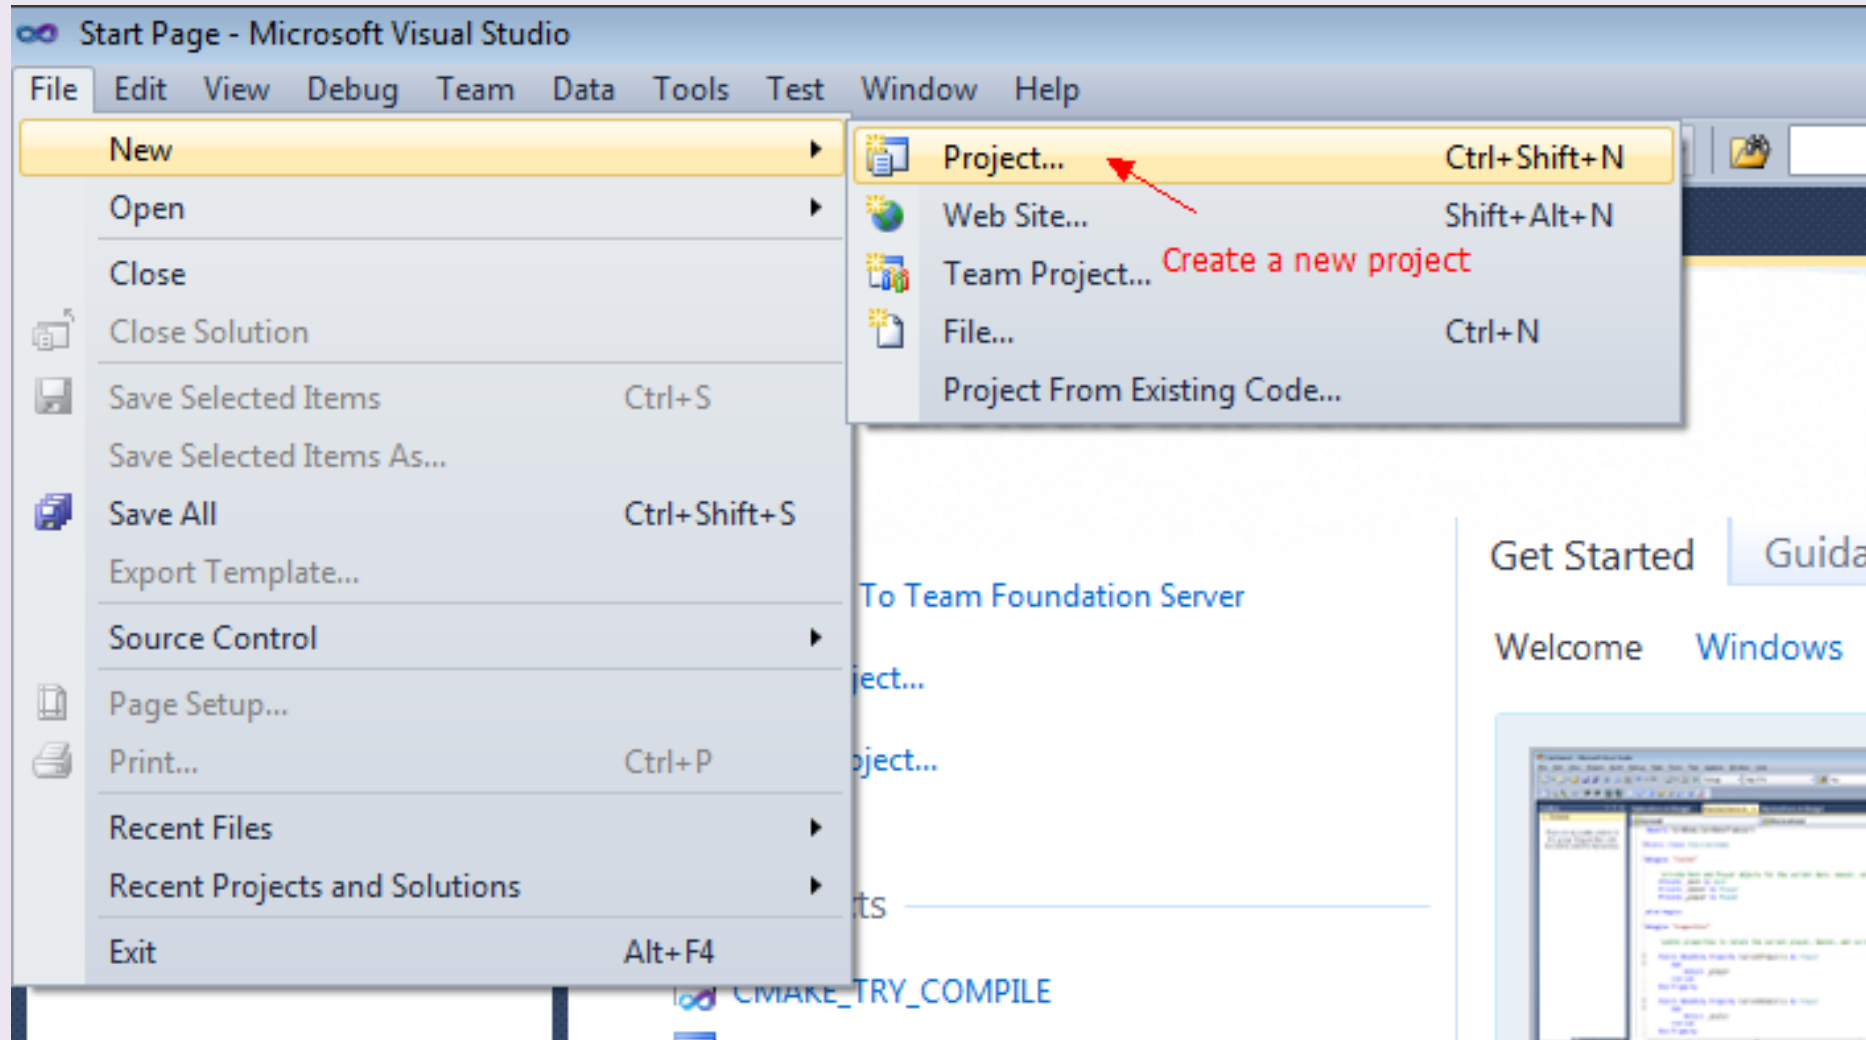 Start Page - Microsoft Visual Studio
File Edit View Debug Team Data Tools Test Window Help
New
Open
Close
Close Solution
Save Selected Items Ctrl+S
Save Selected Items As...
Save All Ctrl+Shift+S
Export Template...
Source Control
Page Setup...
Print... Ctrl+P
Recent Files
Recent Projects and Solutions
Exit Alt+F4
Project... Ctrl+Shift+N
Web Site... Shift+Alt+N
Team Project...
File... Ctrl+N
Project From Existing Code...
Create a new project
To Team Foundation Server
ject...
oject...
cts
CMAKE_TRY_COMPILE
Get Started Guida
Welcome Windows